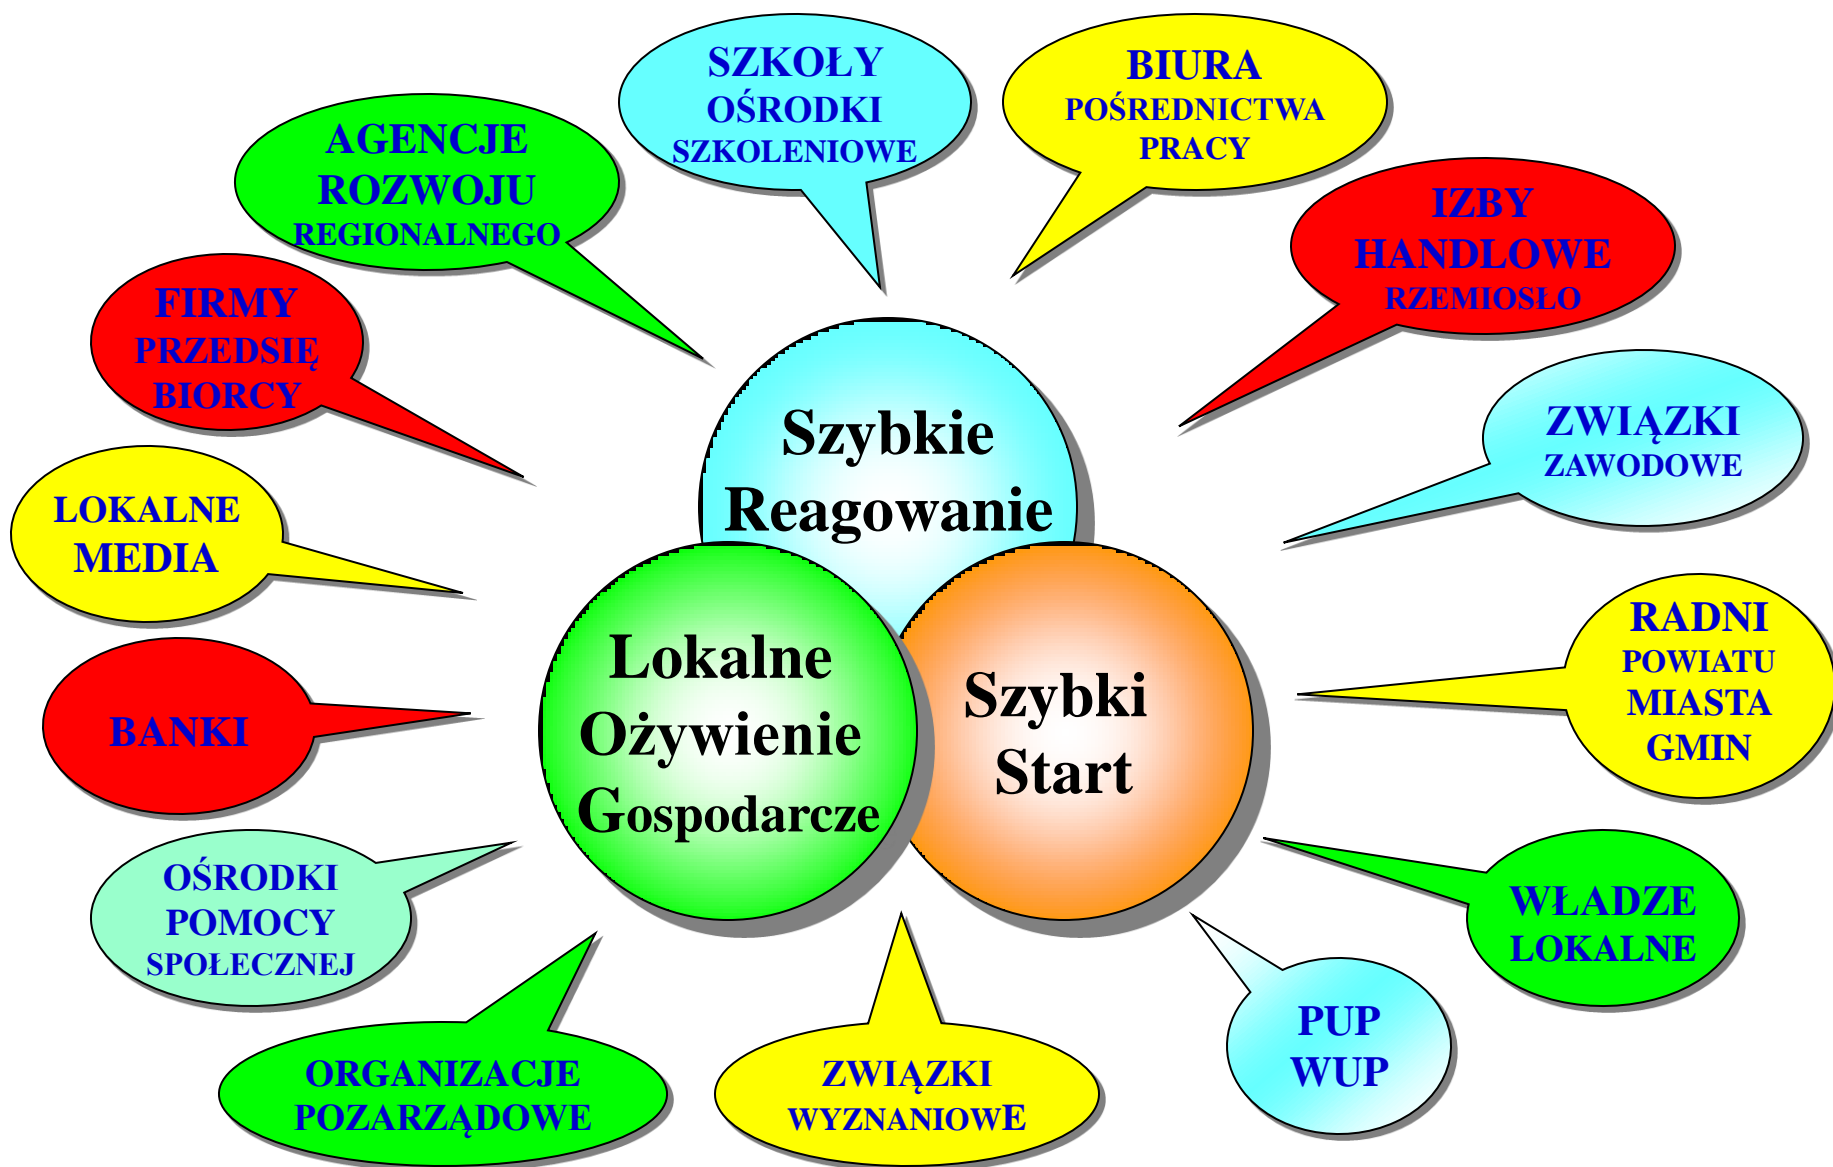 SZKOŁY
OŚRODKI
SZKOLENIOWE
BIURA
POŚREDNICTWA
PRACY
AGENCJE
ROZWOJU
REGIONALNEGO
IZBY
HANDLOWE
RZEMIOSŁO
FIRMY
PRZEDSIĘ
BIORCY
ZWIĄZKI
ZAWODOWE
LOKALNE
MEDIA
Szybkie
Reagowanie
Lokalne
Ożywienie
Gospodarcze
Szybki
Start
RADNI
POWIATU
MIASTA
GMIN
BANKI
OŚRODKI
POMOCY
SPOŁECZNEJ
WŁADZE
LOKALNE
ORGANIZACJE
POZARZĄDOWE
ZWIĄZKI
WYZNANIOWE
PUP
WUP